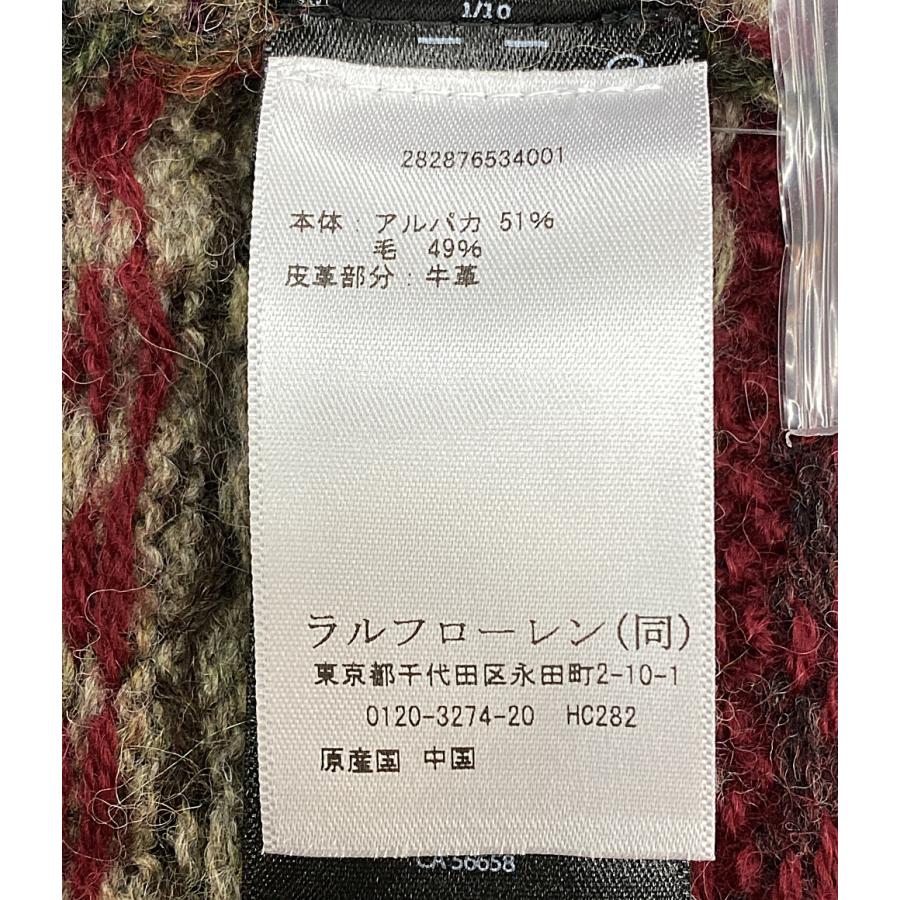 1/10
282876534001
本体:アルパカ 51%
毛 49%
皮革部分:牛革
ラルフローレン(同)
東京都千代田区永田町2-10-1
0120-3274-20 HC282
原産国 中国
CA 56658